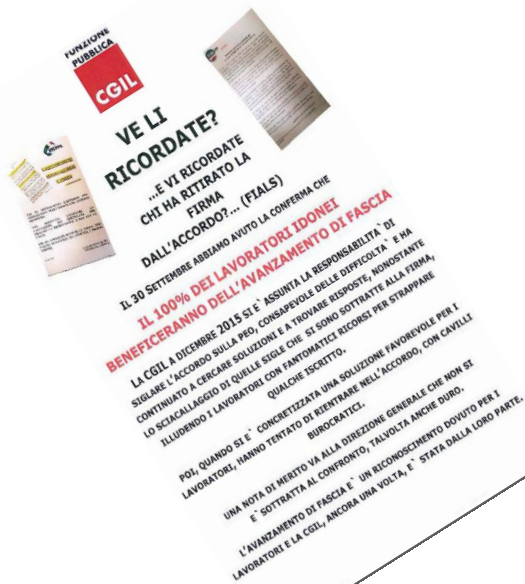 FUNZIONE
PUBBLICA
CGIL
VE LI
RICORDATE?
...E VI RICORDATE
CHI HA RITIRATO LA
FIRMA
DALL'ACCORDO?... (FIALS)
IL 30 SETTEMBRE ABBIAMO AVUTO LA CONFERMA CHE
IL 100% DEI LAVORATORI IDONEI
BENEFICERANNO DELL'AVANZAMENTO DI FASCIA
LA CGIL A DICEMBRE 2015 SI E` ASSUNTA LA RESPONSABILITA` DI
SIGLARE L'ACCORDO SULLA PEO, CONSAPEVOLE DELLE DIFFICOLTA` E HA
CONTINUATO A CERCARE SOLUZIONI E A TROVARE RISPOSTE, NONOSTANTE
LO SCIACALLAGGIO DI QUELLE SIGLE CHE SI SONO SOTTRATTE ALLA FIRMA,
ILLUDENDO I LAVORATORI CON FANTOMATICI RICORSI PER STRAPPARE
QUALCHE ISCRITTO.
POI, QUANDO SI E` CONCRETIZZATA UNA SOLUZIONE FAVOREVOLE PER I
LAVORATORI, HANNO TENTATO DI RIENTRARE NELL'ACCORDO, CON CAVILLI
BUROCRATICI.
UNA NOTA DI MERITO VA ALLA DIREZIONE GENERALE CHE NON SI
E` SOTTRATTA AL CONFRONTO, TALVOLTA ANCHE DURO.
L'AVANZAMENTO DI FASCIA E` UN RICONOSCIMENTO DOVUTO PER I
LAVORATORI E LA CGIL, ANCORA UNA VOLTA, E` STATA DALLA LORO PARTE.